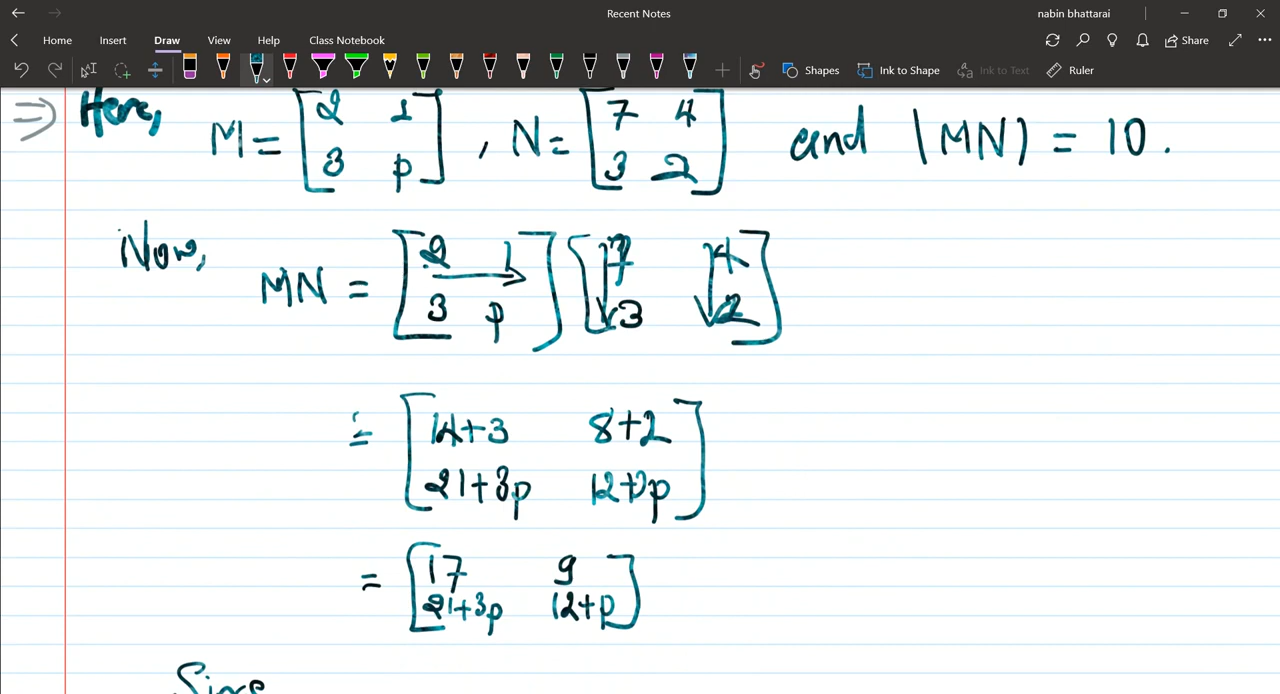 Recent Notes nabin bhattarai
Home Insert Draw View Help Class Notebook Share
Shapes Ink to Shape Ink to Text Ruler
⇒ Here, M = [2 1
3 p] , N = [7 4
3 2] and |MN| = 10.
Now,
MN = [2 1
3 p] [7 4
3 2]
= [14+3 8+2
21+3p 12+2p]
= [17 9
21+3p 12+p]
Since